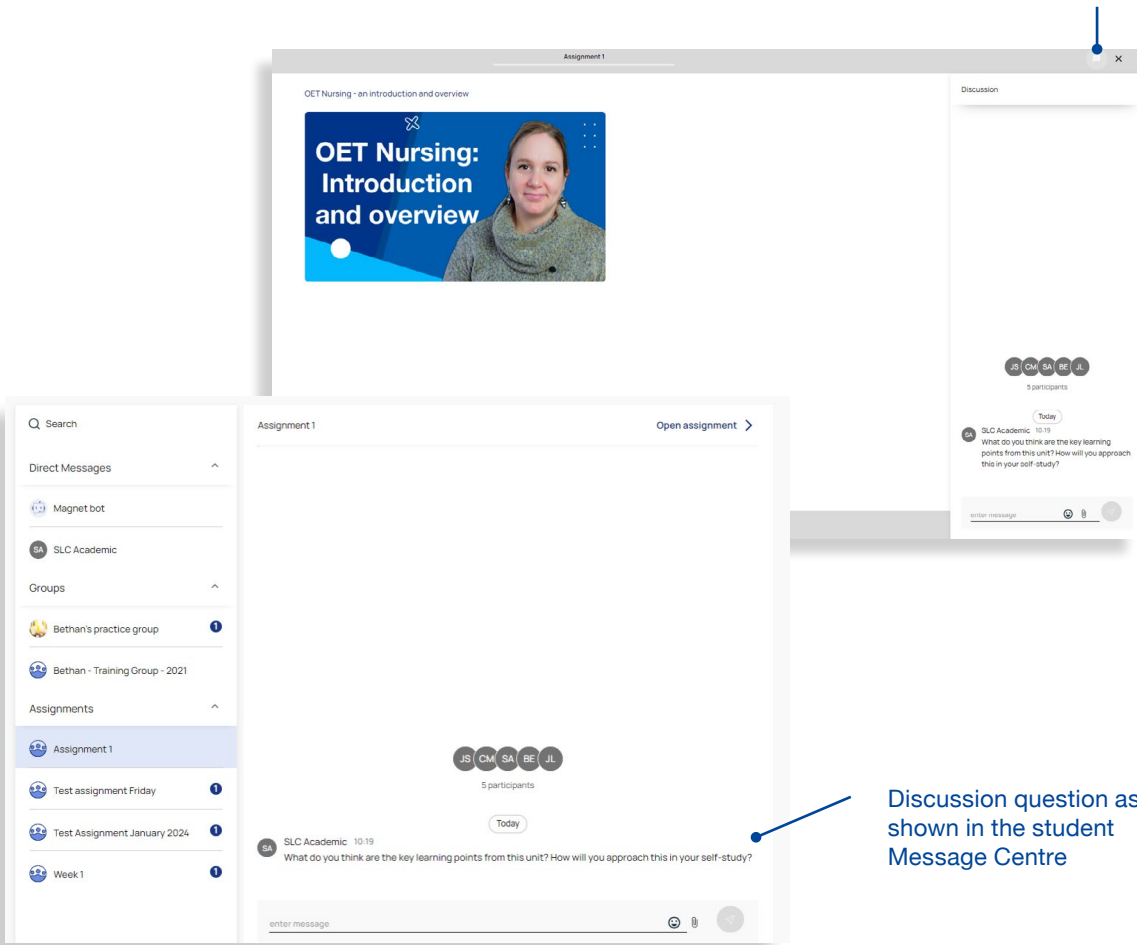 Assignment 1
OET Nursing - an introduction and overview
OET Nursing:
Introduction
and overview
Discussion
JS CM SA BE JL
5 participants
Today
SA
SLC Academic 10:19
What do you think are the key learning
points from this unit? How will you approach
this in your self-study?
enter message
Search
Direct Messages
Magnet bot
SA SLC Academic
Groups
Bethan's practice group 1
Bethan - Training Group - 2021
Assignments
Assignment 1
Test assignment Friday 1
Test Assignment January 2024 1
Week 1 1
Assignment 1 Open assignment
JS CM SA BE JL
5 participants
Today
SA SLC Academic 10:19
What do you think are the key learning points from this unit? How will you approach this in your self-study?
enter message
Discussion question as
shown in the student
Message Centre